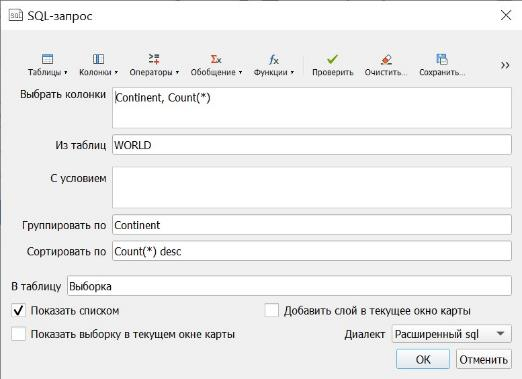 SQL-запрос
Таблицы Колонки Операторы Обобщение Функции Проверить Очистить... Сохранить... »
Выбрать колонки Continent, Count(*)
Из таблиц WORLD
С условием
Группировать по Continent
Сортировать по Count(*) desc
В таблицу Выборка
Показать списком Добавить слой в текущее окно карты
Показать выборку в текущем окне карты Диалект Расширенный sql
OK Отменить